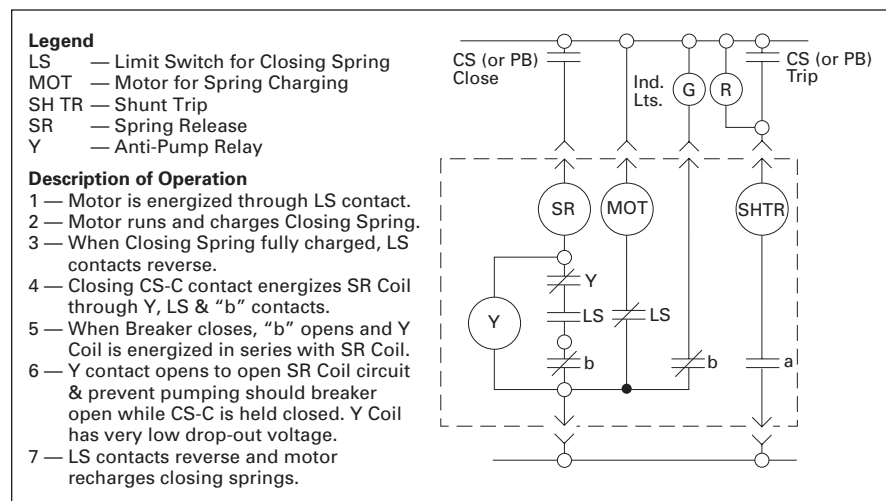 Legend
LS — Limit Switch for Closing Spring
MOT — Motor for Spring Charging
SH TR — Shunt Trip
SR — Spring Release
Y — Anti-Pump Relay
Description of Operation
1 — Motor is energized through LS contact.
2 — Motor runs and charges Closing Spring.
3 — When Closing Spring fully charged, LS
contacts reverse.
4 — Closing CS-C contact energizes SR Coil
through Y, LS & “b” contacts.
5 — When Breaker closes, “b” opens and Y
Coil is energized in series with SR Coil.
6 — Y contact opens to open SR Coil circuit
& prevent pumping should breaker
open while CS-C is held closed. Y Coil
has very low drop-out voltage.
7 — LS contacts reverse and motor
recharges closing springs.
CS (or PB)
Close
Ind.
Lts.
G
R
CS (or PB)
Trip
SR
MOT
SHTR
Y
Y
LS
LS
b
b
a